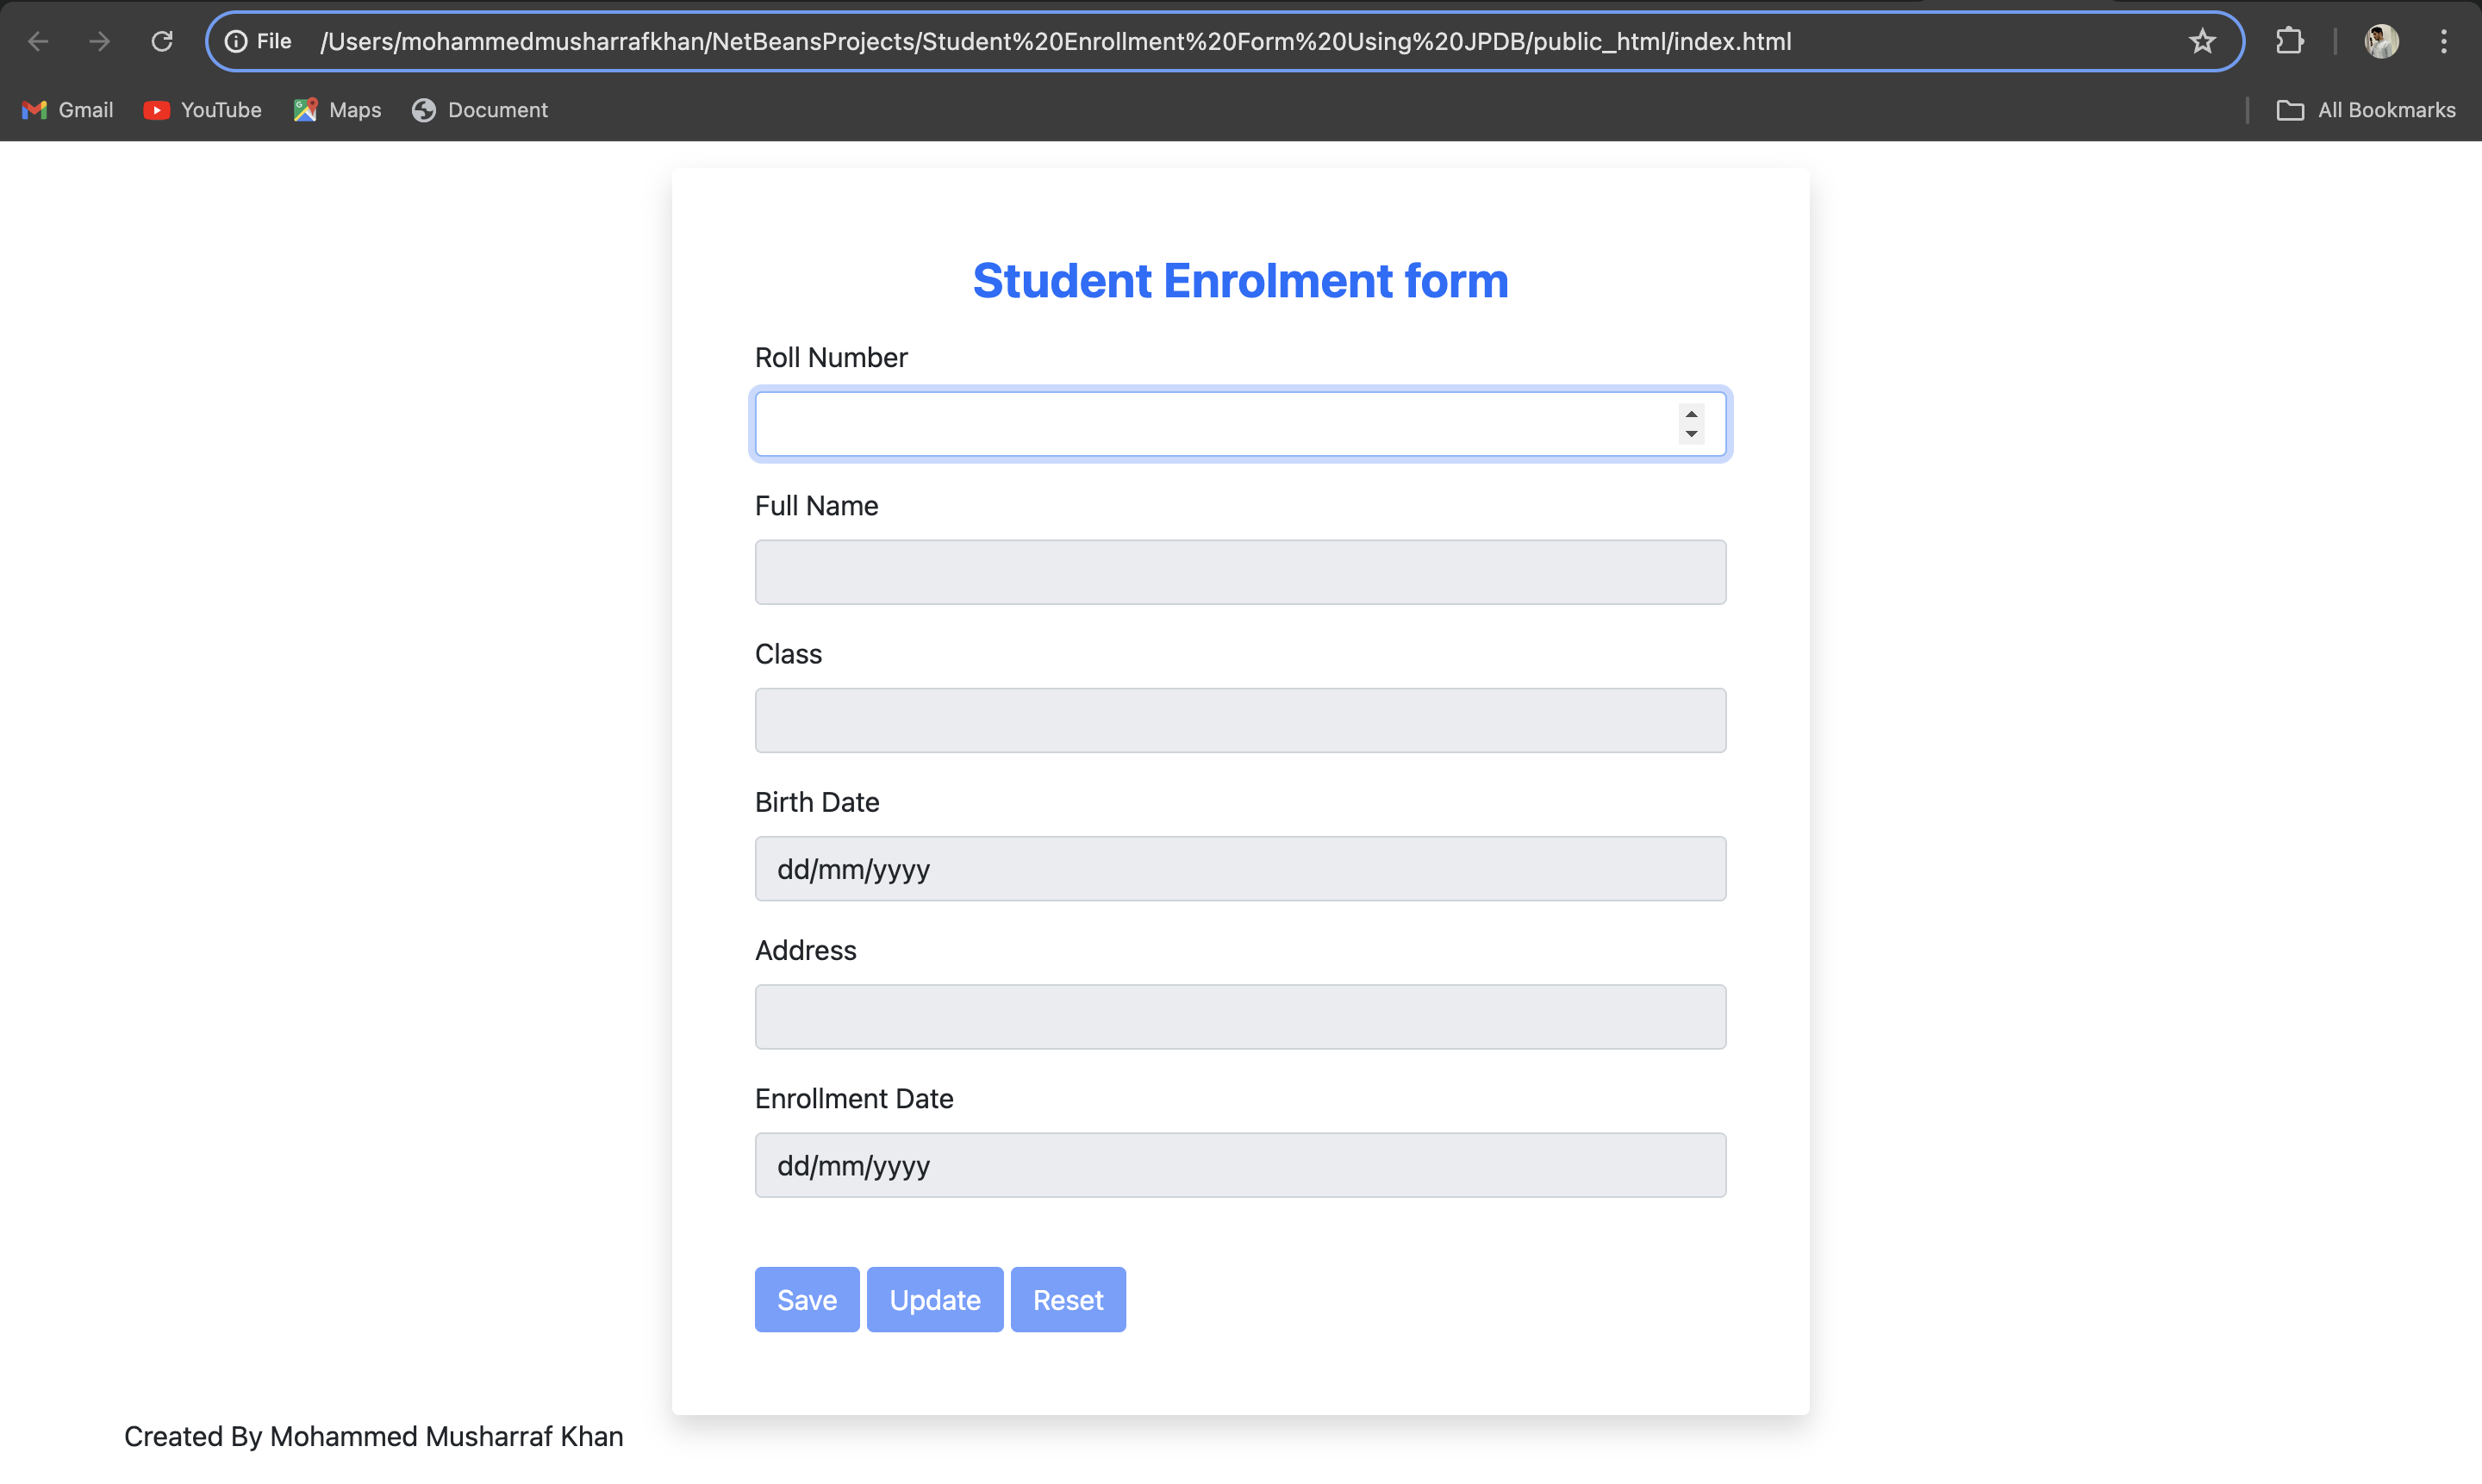 File /Users/mohammedmusharrafkhan/NetBeansProjects/Student%20Enrollment%20Form%20Using%20JPDB/public_html/index.html
Gmail YouTube Maps Document All Bookmarks
Student Enrolment form
Roll Number
Full Name
Class
Birth Date
dd/mm/yyyy
Address
Enrollment Date
dd/mm/yyyy
Save Update Reset
Created By Mohammed Musharraf Khan